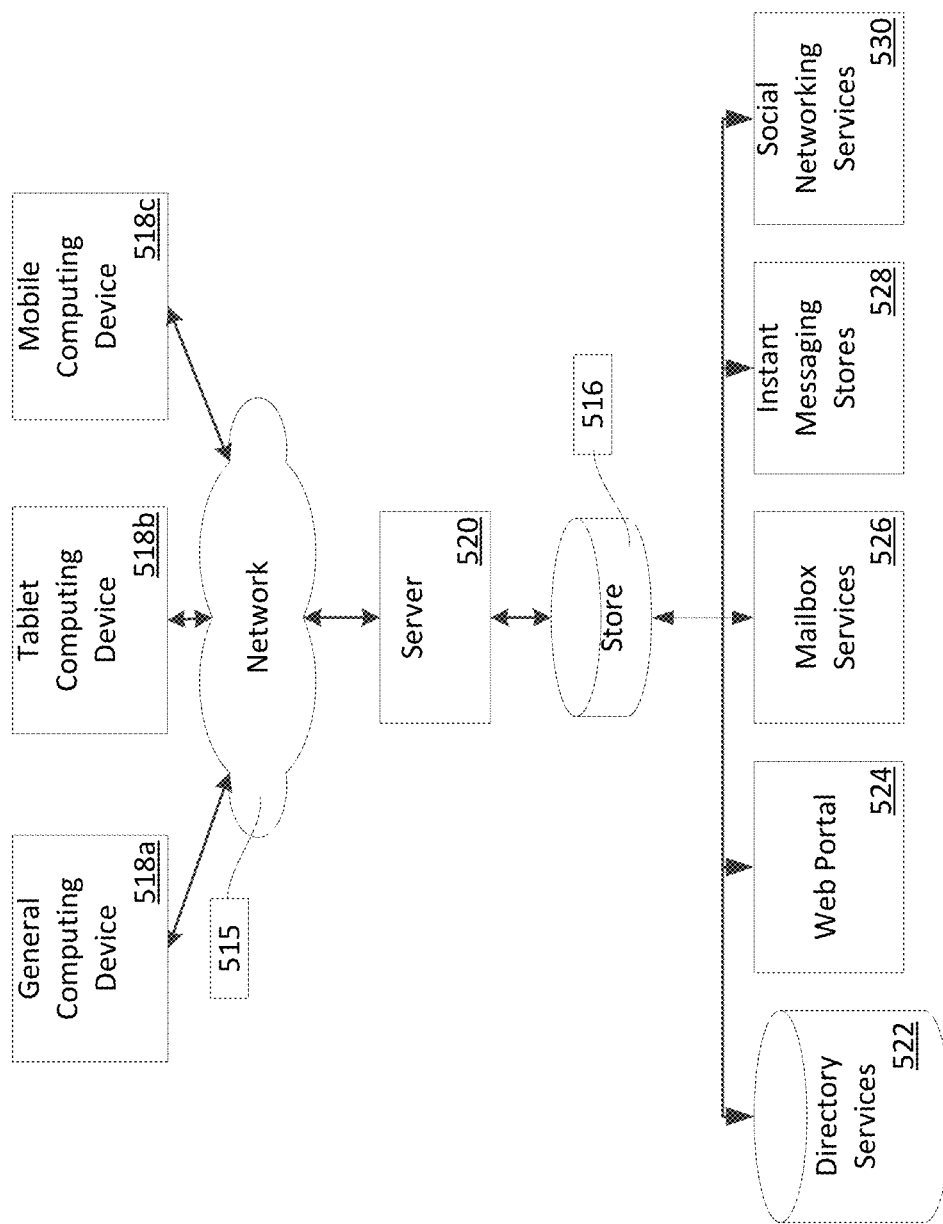 General
Computing
Device
518a
Tablet
Computing
Device
518b
Mobile
Computing
Device
518c
515
Network
Server
520
Store
516
Directory
Services
522
Web Portal
524
Mailbox
Services
526
Instant
Messaging
Stores
528
Social
Networking
Services
530